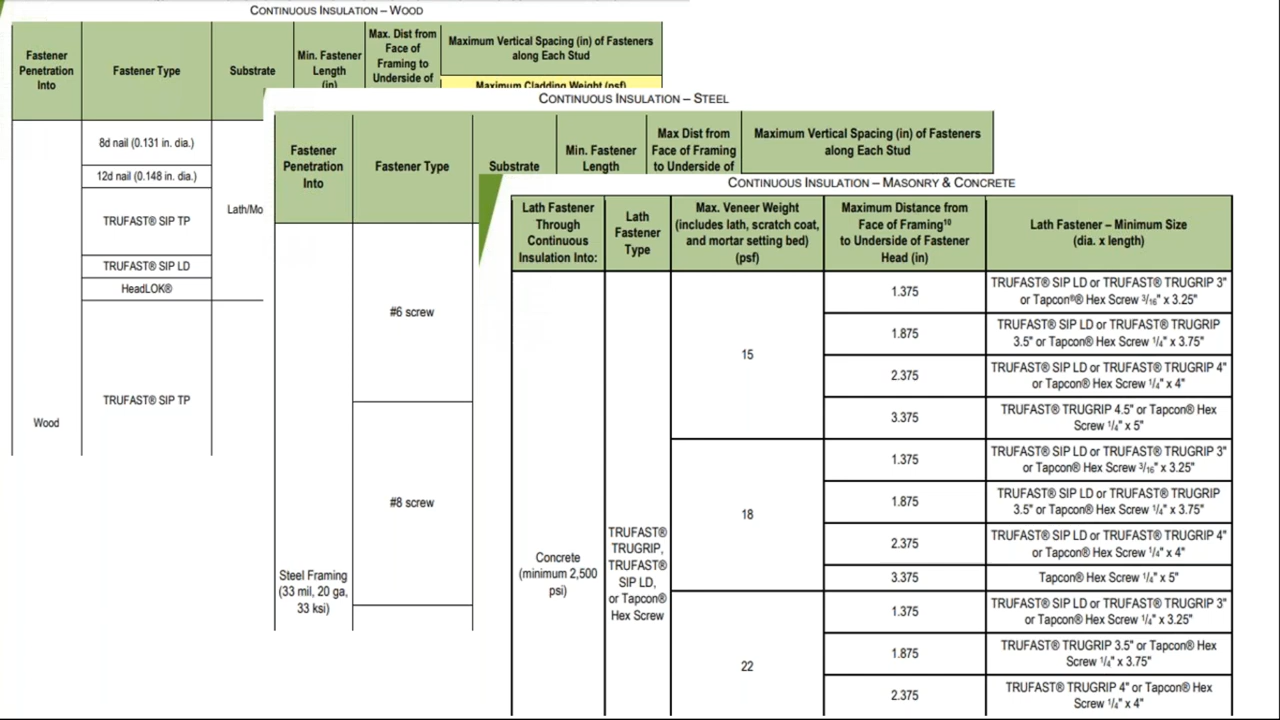 CONTINUOUS INSULATION – WOOD
Fastener
Penetration
Into
Fastener Type
Substrate
Min. Fastener
Length
(in)
Max. Dist from
Face of
Framing to
Underside of
Maximum Vertical Spacing (in) of Fasteners
along Each Stud
Maximum Cladding Weight (psf)
Wood
8d nail (0.131 in. dia.)
12d nail (0.148 in. dia.)
TRUFAST® SIP TP
TRUFAST® SIP LD
HeadLOK®
TRUFAST® SIP TP
Lath/Mo
CONTINUOUS INSULATION – STEEL
Fastener
Penetration
Into
Fastener Type
Substrate
Min. Fastener
Length
Max Dist from
Face of Framing
to Underside of
Maximum Vertical Spacing (in) of Fasteners
along Each Stud
Steel Framing
(33 mil, 20 ga,
33 ksi)
#6 screw
#8 screw
CONTINUOUS INSULATION – MASONRY & CONCRETE
Lath Fastener
Through
Continuous
Insulation Into:
Lath
Fastener
Type
Max. Veneer Weight
(includes lath, scratch coat,
and mortar setting bed)
(psf)
Maximum Distance from
Face of Framing¹⁰
to Underside of Fastener
Head (in)
Lath Fastener – Minimum Size
(dia. x length)
Concrete
(minimum 2,500
psi)
TRUFAST®
TRUGRIP,
TRUFAST®
SIP LD,
or Tapcon®
Hex Screw
15
1.375
TRUFAST® SIP LD or TRUFAST® TRUGRIP 3"
or Tapcon®® Hex Screw 3/16" x 3.25"
1.875
TRUFAST® SIP LD or TRUFAST® TRUGRIP
3.5" or Tapcon® Hex Screw 1/4" x 3.75"
2.375
TRUFAST® SIP LD or TRUFAST® TRUGRIP 4"
or Tapcon® Hex Screw 1/4" x 4"
3.375
TRUFAST® TRUGRIP 4.5" or Tapcon® Hex
Screw 1/4" x 5"
18
1.375
TRUFAST® SIP LD or TRUFAST® TRUGRIP 3"
or Tapcon® Hex Screw 3/16" x 3.25"
1.875
TRUFAST® SIP LD or TRUFAST® TRUGRIP
3.5" or Tapcon® Hex Screw 1/4" x 3.75"
2.375
TRUFAST® SIP LD or TRUFAST® TRUGRIP 4"
or Tapcon® Hex Screw 1/4" x 4"
3.375
Tapcon® Hex Screw 1/4" x 5"
22
1.375
TRUFAST® SIP LD or TRUFAST® TRUGRIP 3"
or Tapcon® Hex Screw 1/4" x 3.25"
1.875
TRUFAST® TRUGRIP 3.5" or Tapcon® Hex
Screw 1/4" x 3.75"
2.375
TRUFAST® TRUGRIP 4" or Tapcon® Hex
Screw 1/4" x 4"